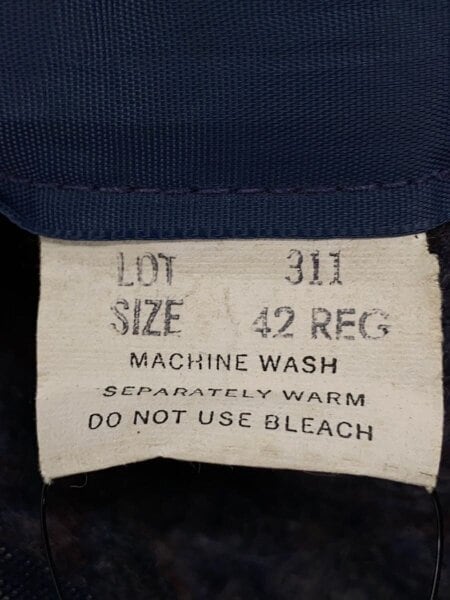 LOT 311
SIZE 42 REG
MACHINE WASH
SEPARATELY WARM
DO NOT USE BLEACH